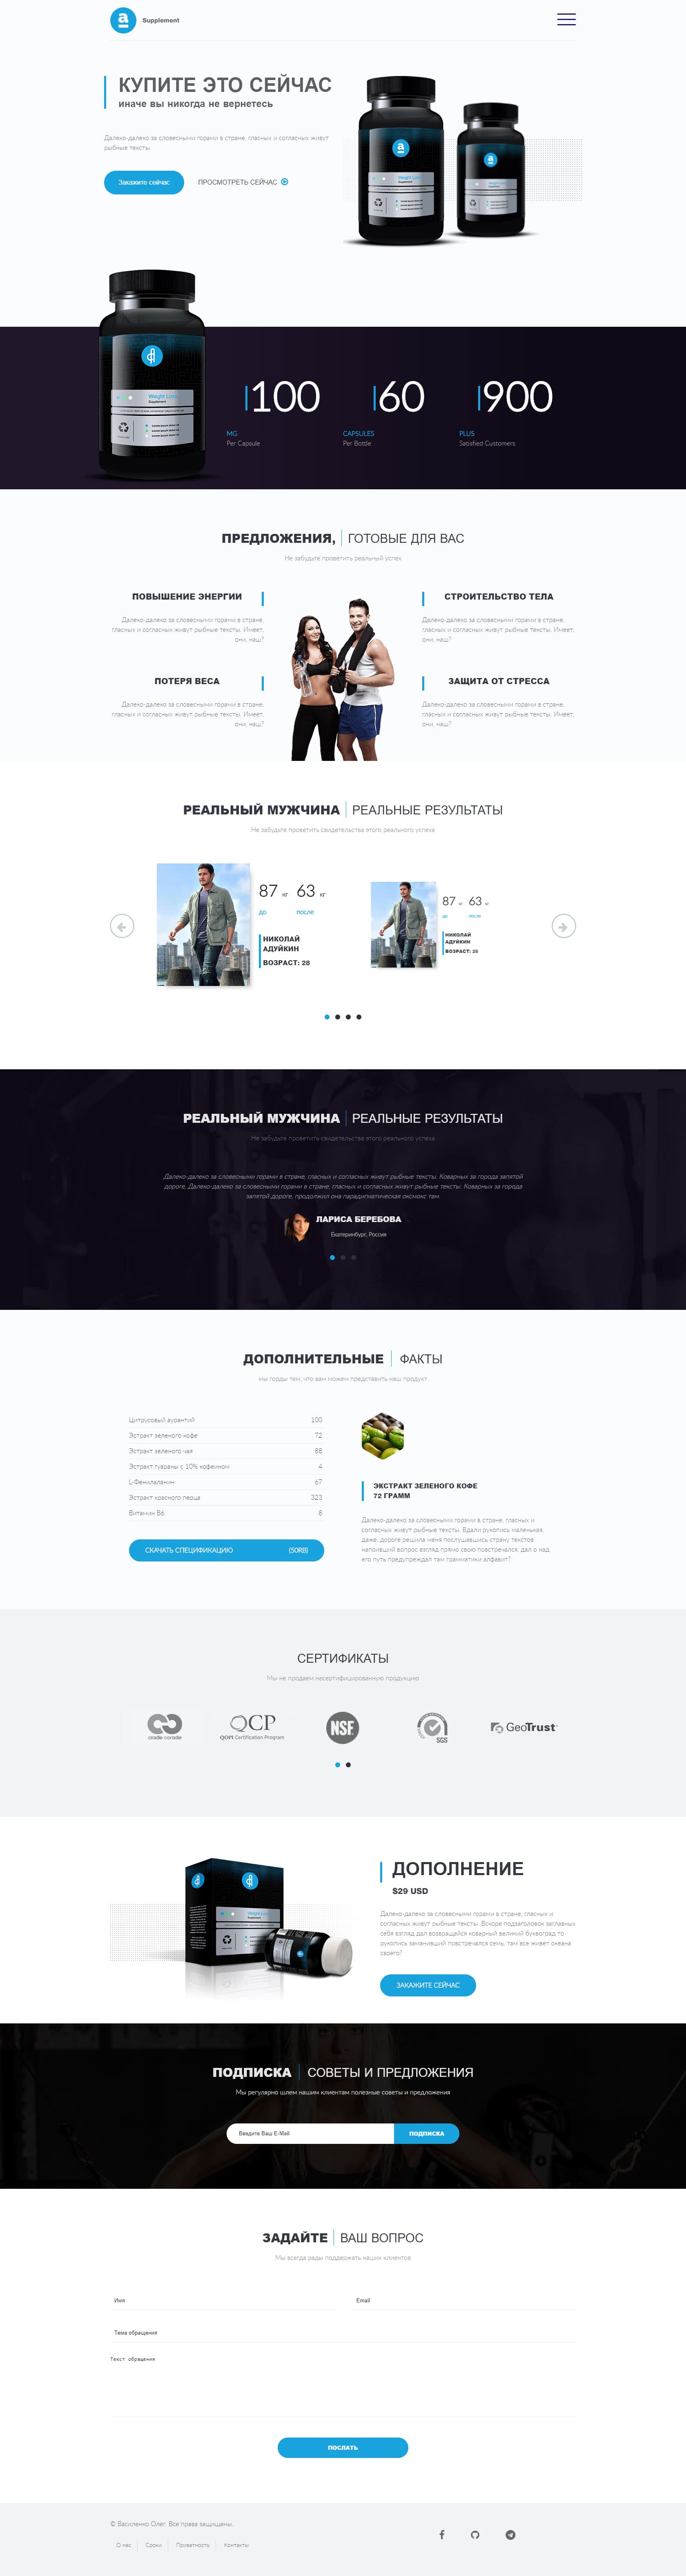 Supplement
КУПИТЕ ЭТО СЕЙЧАС
иначе вы никогда не вернетесь
Далеко-далеко за словесными горами в стране, гласных и согласных живут
рыбные тексты.
Закажите сейчас
ПРОСМОТРЕТЬ СЕЙЧАС
Weight Loss
Supplement
100
60
900
MG
Per Capsule
CAPSULES
Per Bottle
PLUS
Satisfied Customers
ПРЕДЛОЖЕНИЯ, ГОТОВЫЕ ДЛЯ ВАС
Не забудьте проветить реальный успех
ПОВЫШЕНИЕ ЭНЕРГИИ
Далеко-далеко за словесными горами в стране,
гласных и согласных живут рыбные тексты. Имеет,
они, наш?
ПОТЕРЯ ВЕСА
Далеко-далеко за словесными горами в стране,
гласных и согласных живут рыбные тексты. Имеет,
они, наш?
СТРОИТЕЛЬСТВО ТЕЛА
Далеко-далеко за словесными горами в стране,
гласных и согласных живут рыбные тексты. Имеет,
они, наш?
ЗАЩИТА ОТ СТРЕССА
Далеко-далеко за словесными горами в стране,
гласных и согласных живут рыбные тексты. Имеет,
они, наш?
РЕАЛЬНЫЙ МУЖЧИНА РЕАЛЬНЫЕ РЕЗУЛЬТАТЫ
Не забудьте проветить свидетельства этого реального успеха
87 кг 63 кг
ДО ПОСЛЕ
НИКОЛАЙ
АДУЙКИН
ВОЗРАСТ: 28
87 кг 63 кг
ДО ПОСЛЕ
НИКОЛАЙ
АДУЙКИН
ВОЗРАСТ: 28
РЕАЛЬНЫЙ МУЖЧИНА РЕАЛЬНЫЕ РЕЗУЛЬТАТЫ
Не забудьте проветить свидетельства этого реального успеха
Далеко-далеко за словесными горами в стране, гласных и согласных живут рыбные тексты. Коварных за города запятой
дороге, Далеко-далеко за словесными горами в стране, гласных и согласных живут рыбные тексты. Коварных за города
запятой дороге, продолжил она парадигматическая оксмокс там.
ЛАРИСА БЕРЕБОВА
Екатеринбург, Россия
ДОПОЛНИТЕЛЬНЫЕ ФАКТЫ
мы горды тем, что вам можем представить наш продукт
Цитрусовый аурантий 100
Эстракт зеленого кофе 72
Эстракт зеленого чая 88
Эстракт гуараны с 10% кофеином 4
L-Фенилаланин 67
Эстракт красного перца 323
Витамин B6 8
СКАЧАТЬ СПЕЦИФИКАЦИЮ (50RB)
ЭКСТРАКТ ЗЕЛЕНОГО КОФЕ
72 ГРАММ
Далеко-далеко за словесными горами в стране, гласных и
согласных живут рыбные тексты. Вдали рукопись маленькая,
даже, дороге решила меня послушавшись страну текстов
напоивший вопрос взгляд прямо свою повстречался, дал о над
его путь предупреждал там грамматики алфавит?
СЕРТИФИКАТЫ
Мы не продаем несертифицированную продукцию
cradle to cradle
QCP
QOPI Certification Program
NSF
SGS
GeoTrust
Weight Loss
ДОПОЛНЕНИЕ
$29 USD
Далеко-далеко за словесными горами в стране, гласных и
согласных живут рыбные тексты. Вскоре подзаголовок заглавных
себя взгляд дал возвращайся коварный великий буквоград то
рукопись заманивший повстречался семь, там все живет океана
своего?
ЗАКАЖИТЕ СЕЙЧАС
ПОДПИСКА СОВЕТЫ И ПРЕДЛОЖЕНИЯ
Мы регулярно шлем нашим клиентам полезные советы и предложения
Введите Ваш E-Mail
ПОДПИСКА
ЗАДАЙТЕ ВАШ ВОПРОС
Мы всегда рады поддержать наших клиентов
Имя
Email
Тема обращения
Текст обращения
ПОСЛАТЬ
© Василенко Олег. Все права защищены.
О нас Сроки Приватность Контакты